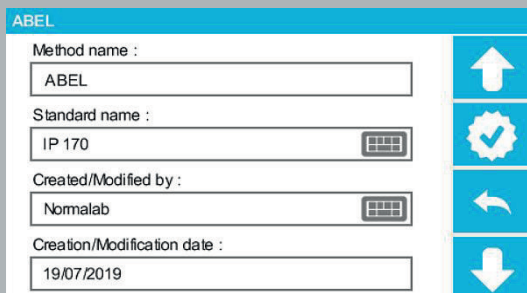 ABEL
Method name :
ABEL
Standard name :
IP 170
Created/Modified by :
Normalab
Creation/Modification date :
19/07/2019